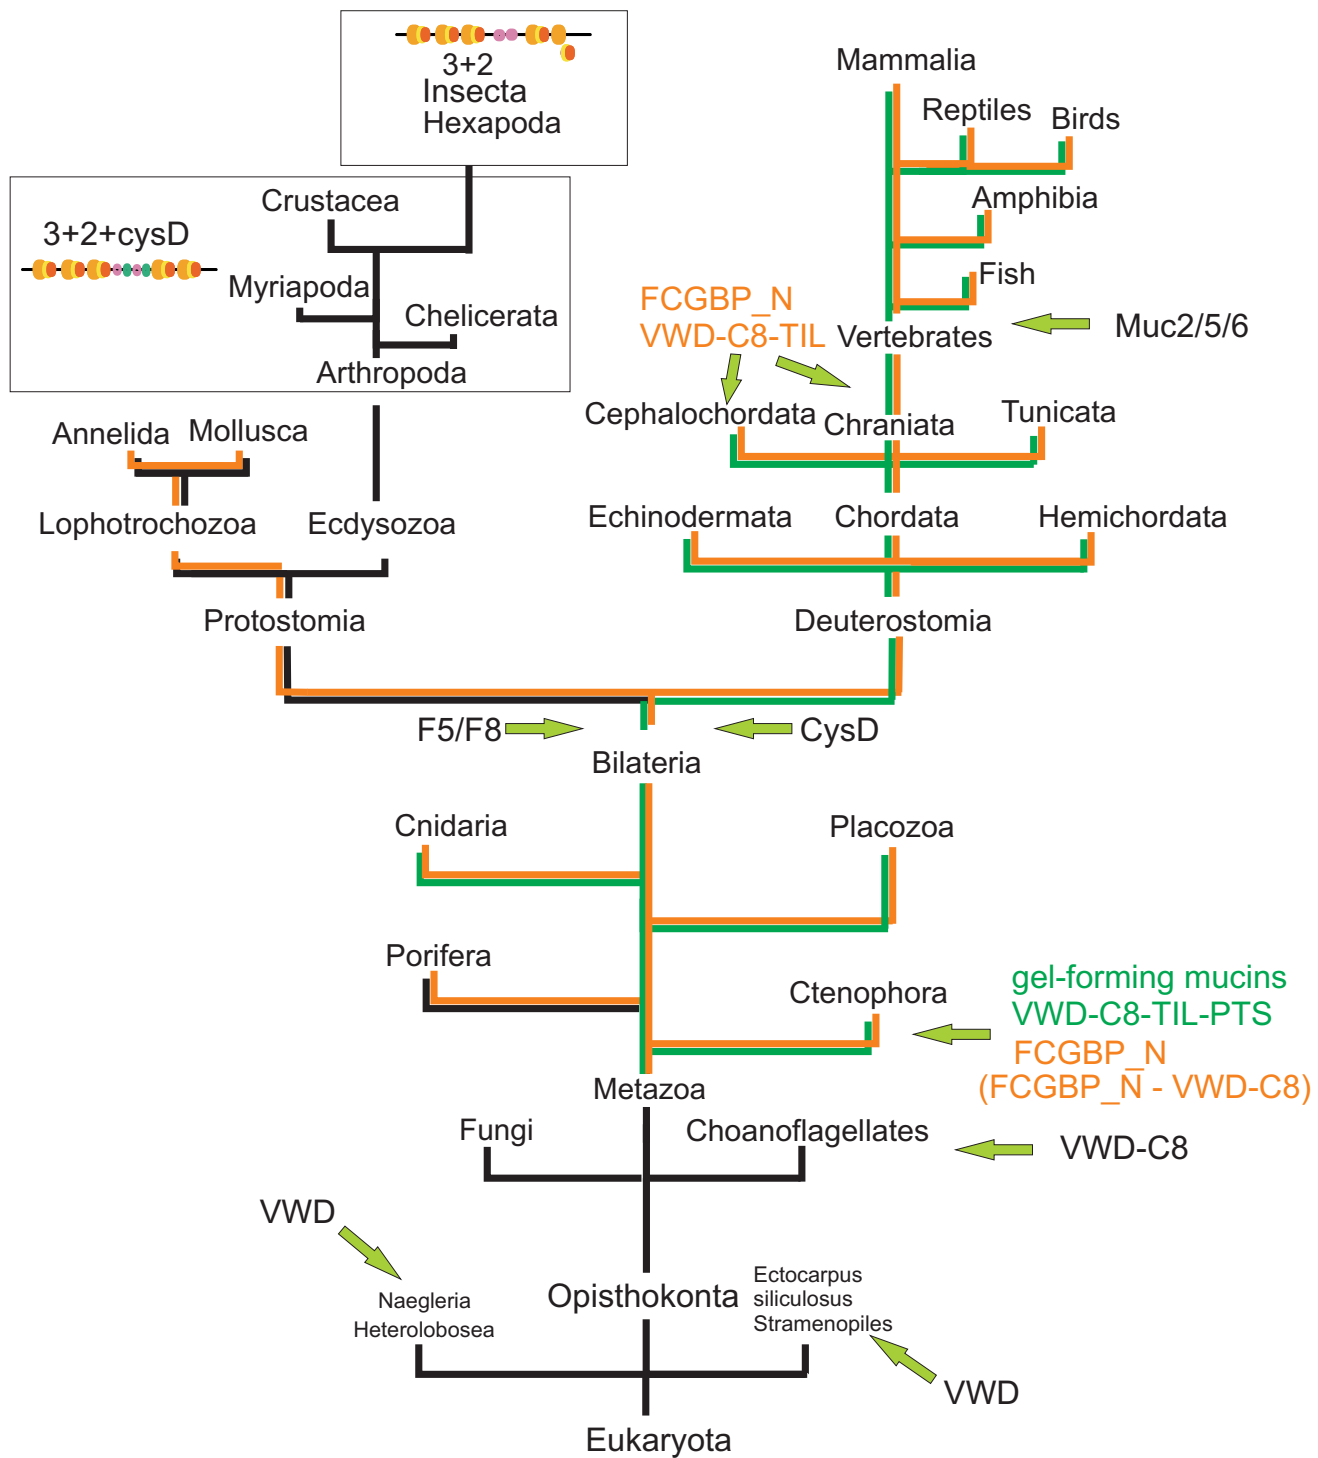 3+2
Insecta
Hexapoda
Mammalia
Reptiles
Birds
Crustacea
Amphibia
3+2+cysD
Myriapoda
Chelicerata
Fish
FCGBP_N
VWD-C8-TIL
Vertebrates
Muc2/5/6
Arthropoda
Annelida
Mollusca
Cephalochordata
Chraniata
Tunicata
Lophotrochozoa
Ecdysozoa
Echinodermata
Chordata
Hemichordata
Protostomia
Deuterostomia
F5/F8
CysD
Bilateria
Cnidaria
Placozoa
Porifera
Ctenophora
gel-forming mucins
VWD-C8-TIL-PTS
FCGBP_N
(FCGBP_N - VWD-C8)
Metazoa
Fungi
Choanoflagellates
VWD-C8
VWD
Naegleria
Heterolobosea
Opisthokonta
Ectocarpus
siliculosus
Stramenopiles
VWD
Eukaryota